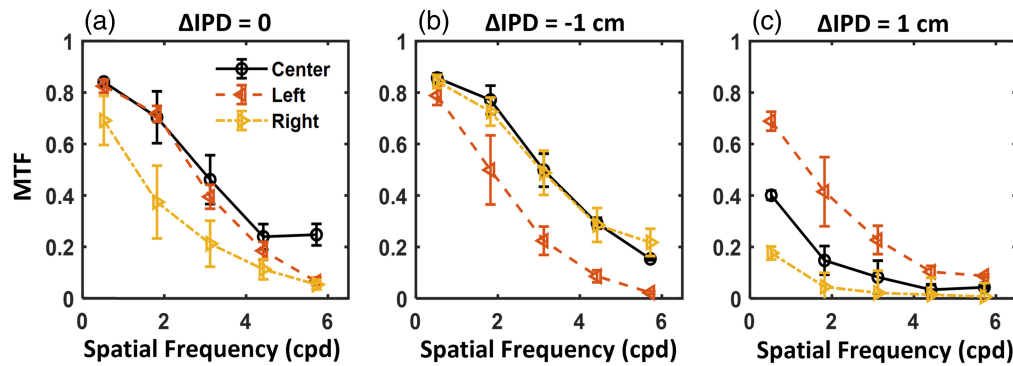 (a) ΔIPD = 0
(b) ΔIPD = -1 cm
(c) ΔIPD = 1 cm
MTF
1
0.8
0.6
0.4
0.2
0
Center
Left
Right
0 2 4 6
Spatial Frequency (cpd)
1
0.8
0.6
0.4
0.2
0
0 2 4 6
Spatial Frequency (cpd)
1
0.8
0.6
0.4
0.2
0
0 2 4 6
Spatial Frequency (cpd)